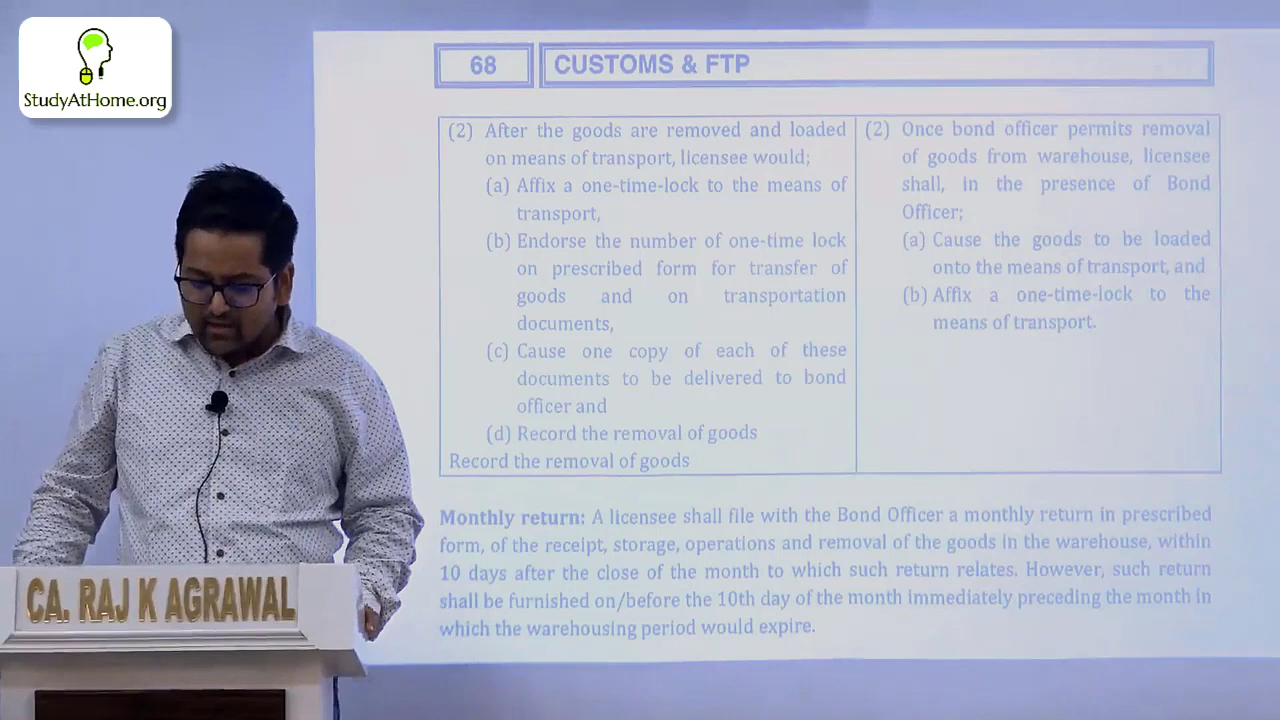 StudyAtHome.org
68
CUSTOMS & FTP
(2) After the goods are removed and loaded
on means of transport, licensee would;
(a) Affix a one-time-lock to the means of
transport,
(b) Endorse the number of one-time lock
on prescribed form for transfer of
goods and on transportation
documents,
(c) Cause one copy of each of these
documents to be delivered to bond
officer and
(d) Record the removal of goods
Record the removal of goods
(2) Once bond officer permits removal
of goods from warehouse, licensee
shall, in the presence of Bond
Officer;
(a) Cause the goods to be loaded
onto the means of transport, and
(b) Affix a one-time-lock to the
means of transport.
Monthly return: A licensee shall file with the Bond Officer a monthly return in prescribed
form, of the receipt, storage, operations and removal of the goods in the warehouse, within
10 days after the close of the month to which such return relates. However, such return
shall be furnished on/before the 10th day of the month immediately preceding the month in
which the warehousing period would expire.
CA. RAJ K AGRAWAL